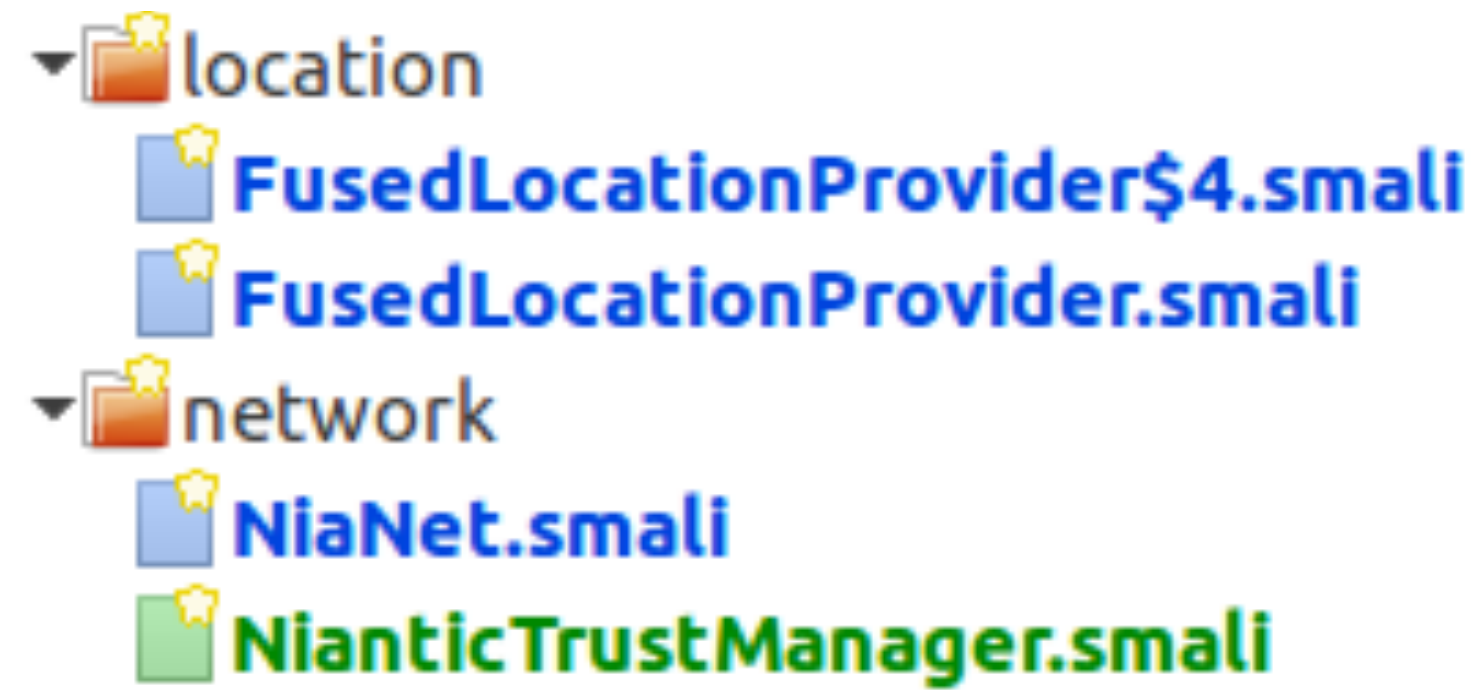 location
FusedLocationProvider$4.smali
FusedLocationProvider.smali
network
NiaNet.smali
NianticTrustManager.smali